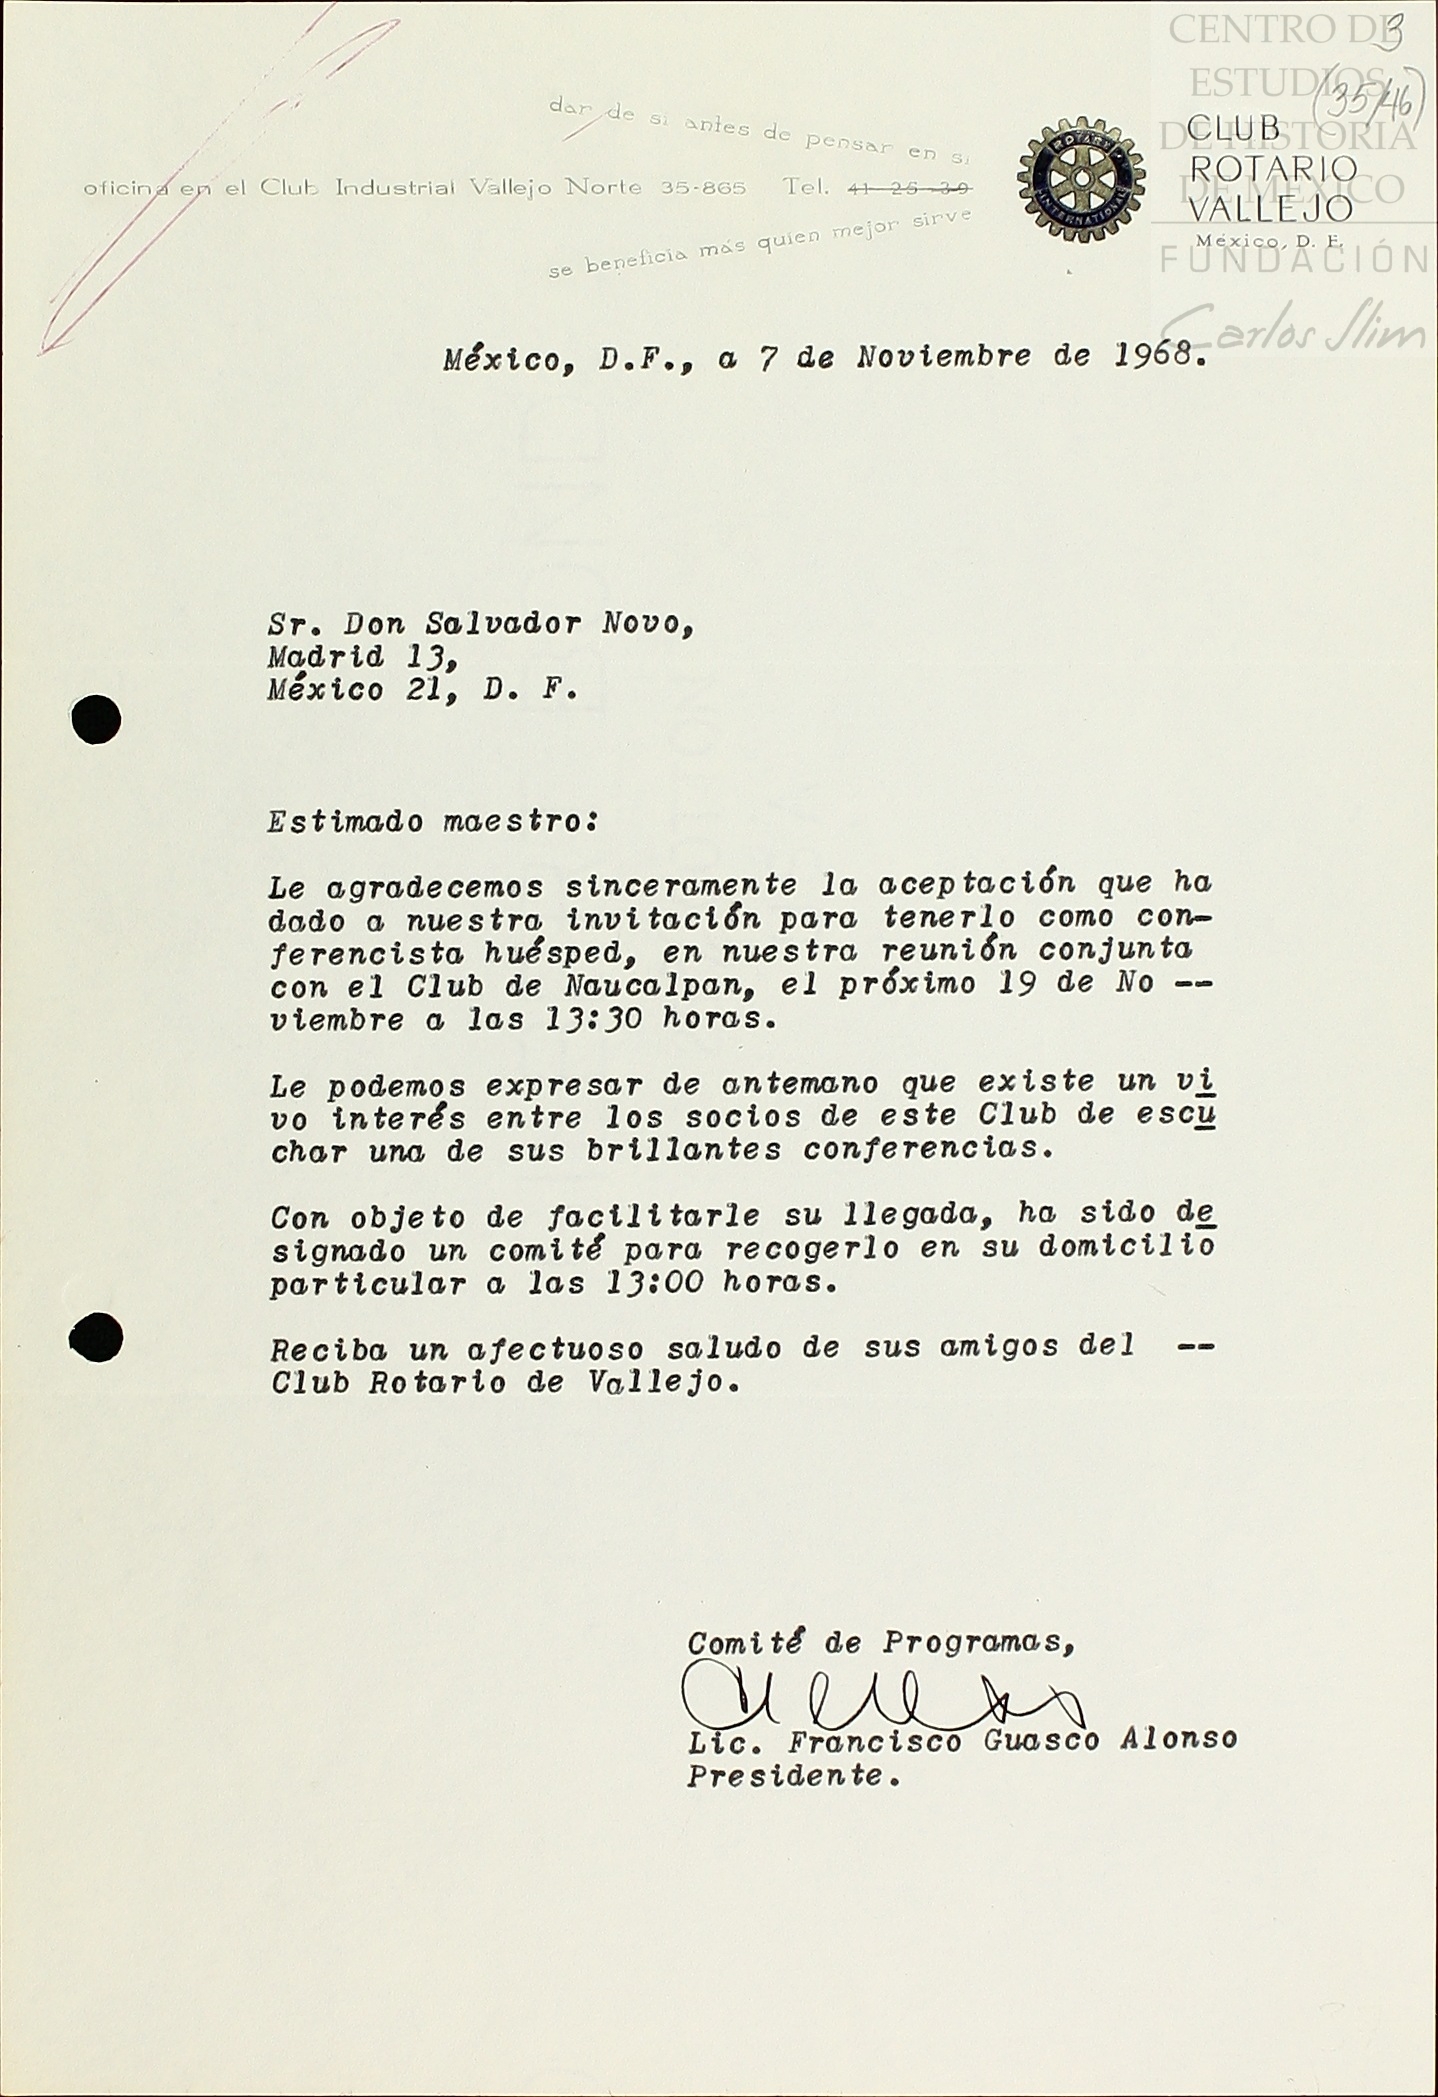 CENTRO DE
ESTUDIOS
DE HISTORIA
DE MÉXICO
FUNDACIÓN
Carlos Slim
3
(35/46)
dar de sí antes de pensar en sí
oficina en el Club Industrial Vallejo Norte 35-865 Tel. 41-25-39
se beneficia más quien mejor sirve
ROTARY
INTERNATIONAL
CLUB
ROTARIO
VALLEJO
México, D. F.
México, D.F., a 7 de Noviembre de 1968.
Sr. Don Salvador Novo,
Madrid 13,
México 21, D. F.
Estimado maestro:
Le agradecemos sinceramente la aceptación que ha
dado a nuestra invitación para tenerlo como con-
ferencista huésped, en nuestra reunión conjunta
con el Club de Naucalpan, el próximo 19 de No --
viembre a las 13:30 horas.
Le podemos expresar de antemano que existe un vi
vo interés entre los socios de este Club de escu
char una de sus brillantes conferencias.
Con objeto de facilitarle su llegada, ha sido de
signado un comité para recogerlo en su domicilio
particular a las 13:00 horas.
Reciba un afectuoso saludo de sus amigos del --
Club Rotario de Vallejo.
Comité de Programas,
Lic. Francisco Guasco Alonso
Presidente.